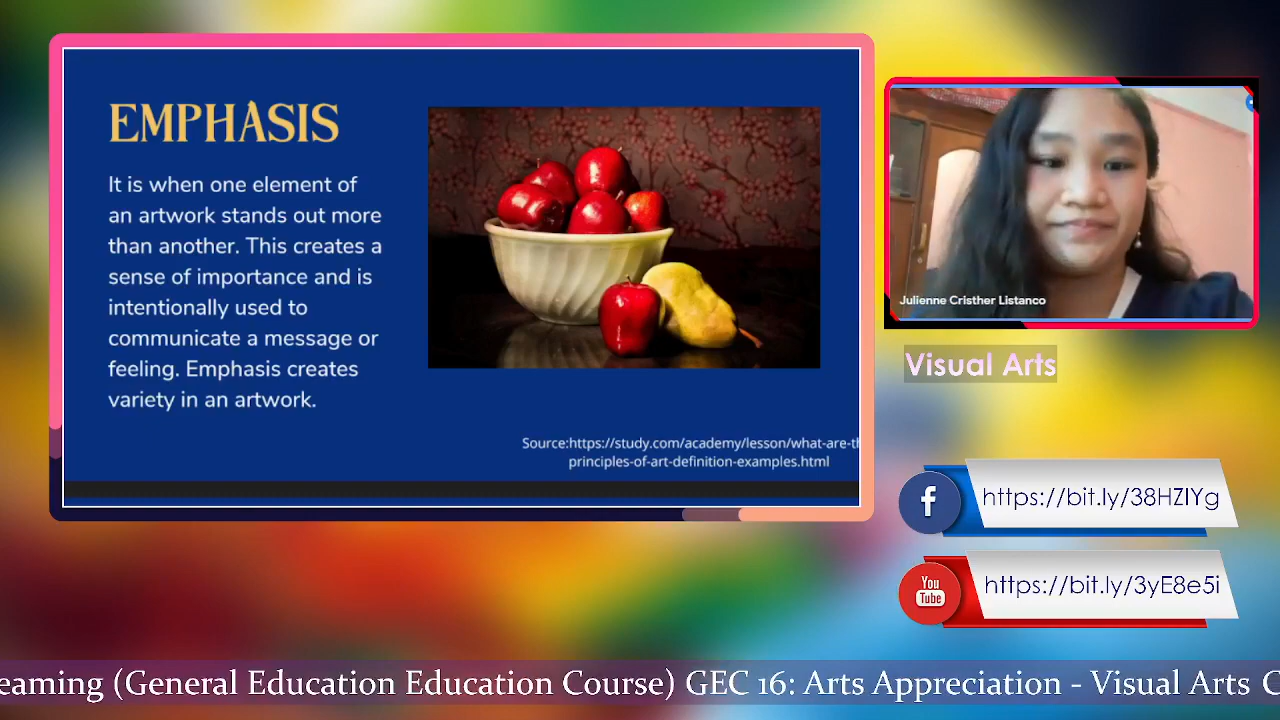 EMPHASIS
It is when one element of
an artwork stands out more
than another. This creates a
sense of importance and is
intentionally used to
communicate a message or
feeling. Emphasis creates
variety in an artwork.
Source:https://study.com/academy/lesson/what-are-th
principles-of-art-definition-examples.html
Julienne Cristher Listanco
Visual Arts
f
https://bit.ly/38HZIYg
You
Tube
https://bit.ly/3yE8e5i
eaming (General Education Education Course) GEC 16: Arts Appreciation - Visual Arts C